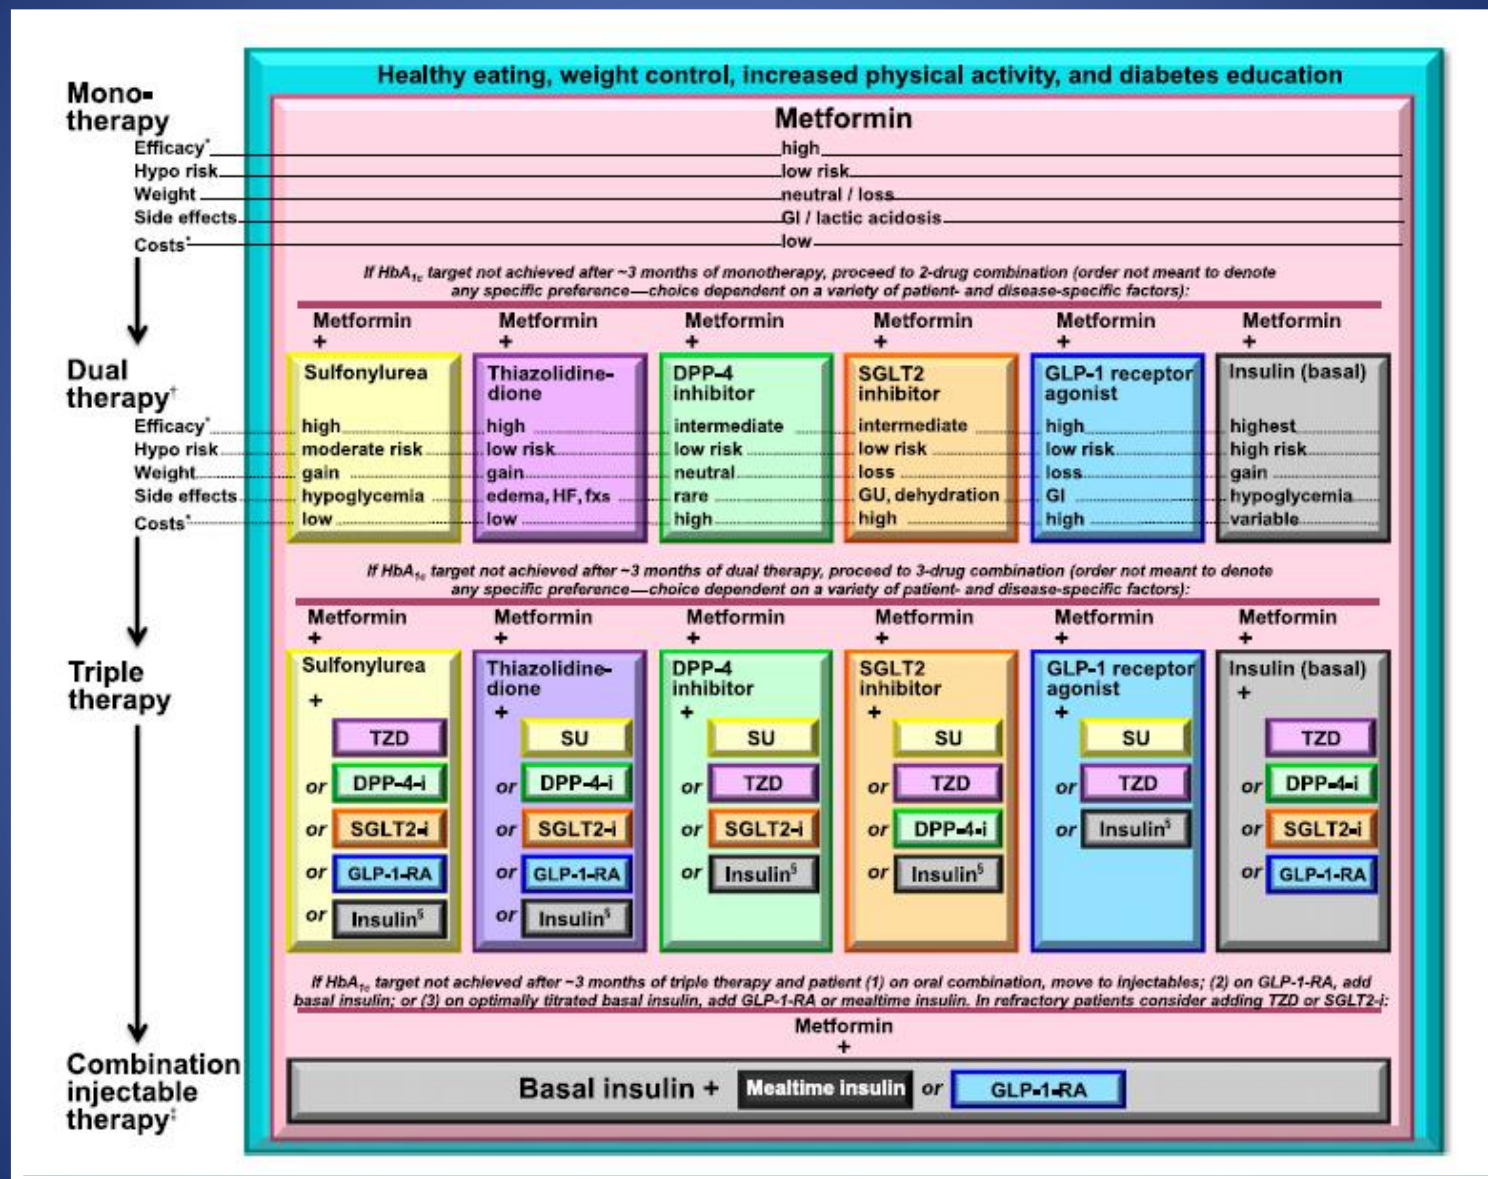 Healthy eating, weight control, increased physical activity, and diabetes education
Mono-
therapy
Metformin
Efficacy* high
Hypo risk low risk
Weight neutral / loss
Side effects GI / lactic acidosis
Costs* low
If HbA1c target not achieved after ~3 months of monotherapy, proceed to 2-drug combination (order not meant to denote
any specific preference—choice dependent on a variety of patient- and disease-specific factors):
Metformin Metformin Metformin Metformin Metformin Metformin
+ + + + + +
Dual
therapy†
Sulfonylurea
Thiazolidine-
dione
DPP-4
inhibitor
SGLT2
inhibitor
GLP-1 receptor
agonist
Insulin (basal)
Efficacy* high high intermediate intermediate high highest
Hypo risk moderate risk low risk low risk low risk low risk high risk
Weight gain gain neutral loss loss gain
Side effects hypoglycemia edema, HF, fxs rare GU, dehydration GI hypoglycemia
Costs* low low high high high variable
If HbA1c target not achieved after ~3 months of dual therapy, proceed to 3-drug combination (order not meant to denote
any specific preference—choice dependent on a variety of patient- and disease-specific factors):
Metformin Metformin Metformin Metformin Metformin Metformin
+ + + + + +
Triple
therapy
Sulfonylurea
+
TZD
or DPP-4-i
or SGLT2-i
or GLP-1-RA
or Insulin§
Thiazolidine-
dione
+
SU
or DPP-4-i
or SGLT2-i
or GLP-1-RA
or Insulin§
DPP-4
inhibitor
+
SU
or TZD
or SGLT2-i
or Insulin§
SGLT2
inhibitor
+
SU
or TZD
or DPP-4-i
or Insulin§
GLP-1 receptor
agonist
+
SU
or TZD
or Insulin§
Insulin (basal)
+
TZD
or DPP-4-i
or SGLT2-i
or GLP-1-RA
If HbA1c target not achieved after ~3 months of triple therapy and patient (1) on oral combination, move to injectables; (2) on GLP-1-RA, add
basal insulin; or (3) on optimally titrated basal insulin, add GLP-1-RA or mealtime insulin. In refractory patients consider adding TZD or SGLT2-i:
Metformin
+
Combination
injectable
therapy‡
Basal insulin + Mealtime insulin or GLP-1-RA